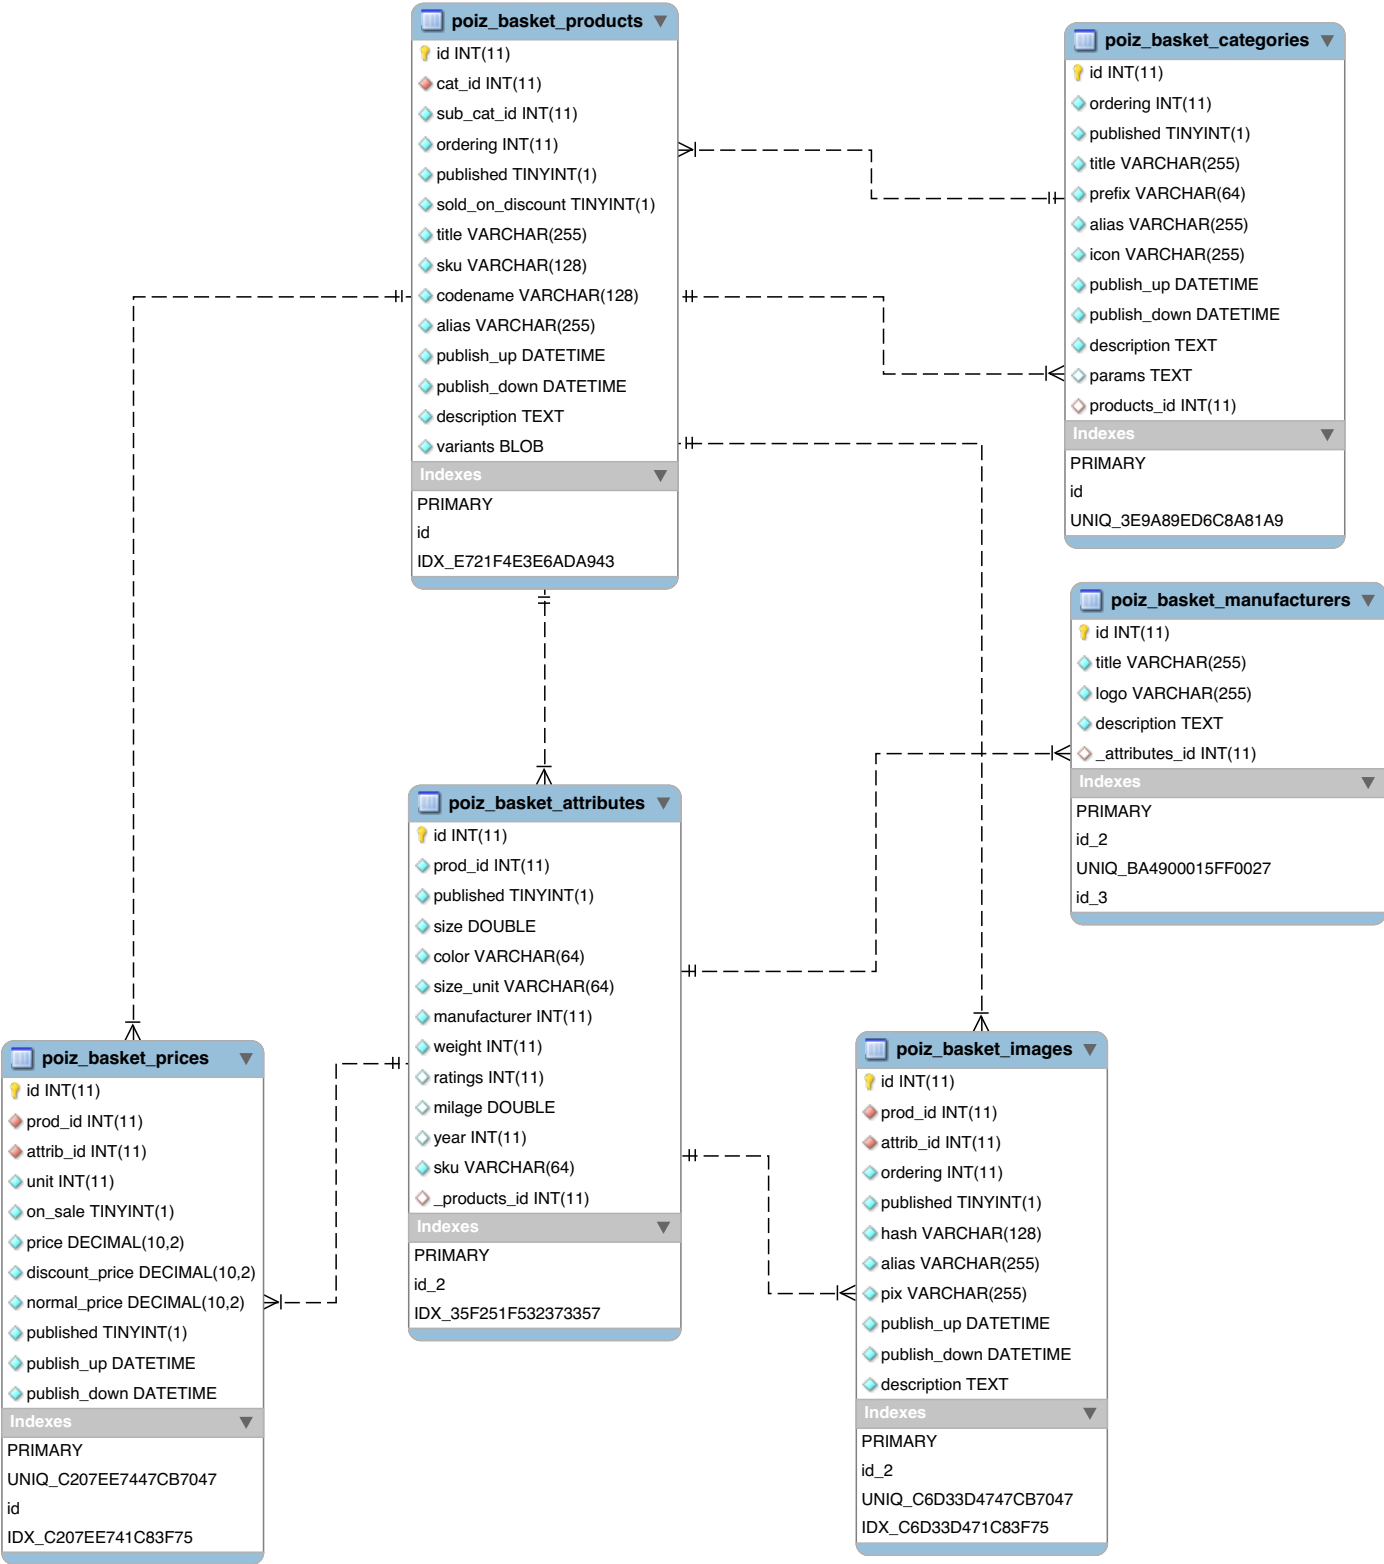 poiz_basket_products
id INT(11)
cat_id INT(11)
sub_cat_id INT(11)
ordering INT(11)
published TINYINT(1)
sold_on_discount TINYINT(1)
title VARCHAR(255)
sku VARCHAR(128)
codename VARCHAR(128)
alias VARCHAR(255)
publish_up DATETIME
publish_down DATETIME
description TEXT
variants BLOB
Indexes
PRIMARY
id
IDX_E721F4E3E6ADA943
poiz_basket_categories
id INT(11)
ordering INT(11)
published TINYINT(1)
title VARCHAR(255)
prefix VARCHAR(64)
alias VARCHAR(255)
icon VARCHAR(255)
publish_up DATETIME
publish_down DATETIME
description TEXT
params TEXT
products_id INT(11)
Indexes
PRIMARY
id
UNIQ_3E9A89ED6C8A81A9
poiz_basket_manufacturers
id INT(11)
title VARCHAR(255)
logo VARCHAR(255)
description TEXT
_attributes_id INT(11)
Indexes
PRIMARY
id_2
UNIQ_BA4900015FF0027
id_3
poiz_basket_attributes
id INT(11)
prod_id INT(11)
published TINYINT(1)
size DOUBLE
color VARCHAR(64)
size_unit VARCHAR(64)
manufacturer INT(11)
weight INT(11)
ratings INT(11)
milage DOUBLE
year INT(11)
sku VARCHAR(64)
_products_id INT(11)
Indexes
PRIMARY
id_2
IDX_35F251F532373357
poiz_basket_prices
id INT(11)
prod_id INT(11)
attrib_id INT(11)
unit INT(11)
on_sale TINYINT(1)
price DECIMAL(10,2)
discount_price DECIMAL(10,2)
normal_price DECIMAL(10,2)
published TINYINT(1)
publish_up DATETIME
publish_down DATETIME
Indexes
PRIMARY
UNIQ_C207EE7447CB7047
id
IDX_C207EE741C83F75
poiz_basket_images
id INT(11)
prod_id INT(11)
attrib_id INT(11)
ordering INT(11)
published TINYINT(1)
hash VARCHAR(128)
alias VARCHAR(255)
pix VARCHAR(255)
publish_up DATETIME
publish_down DATETIME
description TEXT
Indexes
PRIMARY
id_2
UNIQ_C6D33D4747CB7047
IDX_C6D33D471C83F75